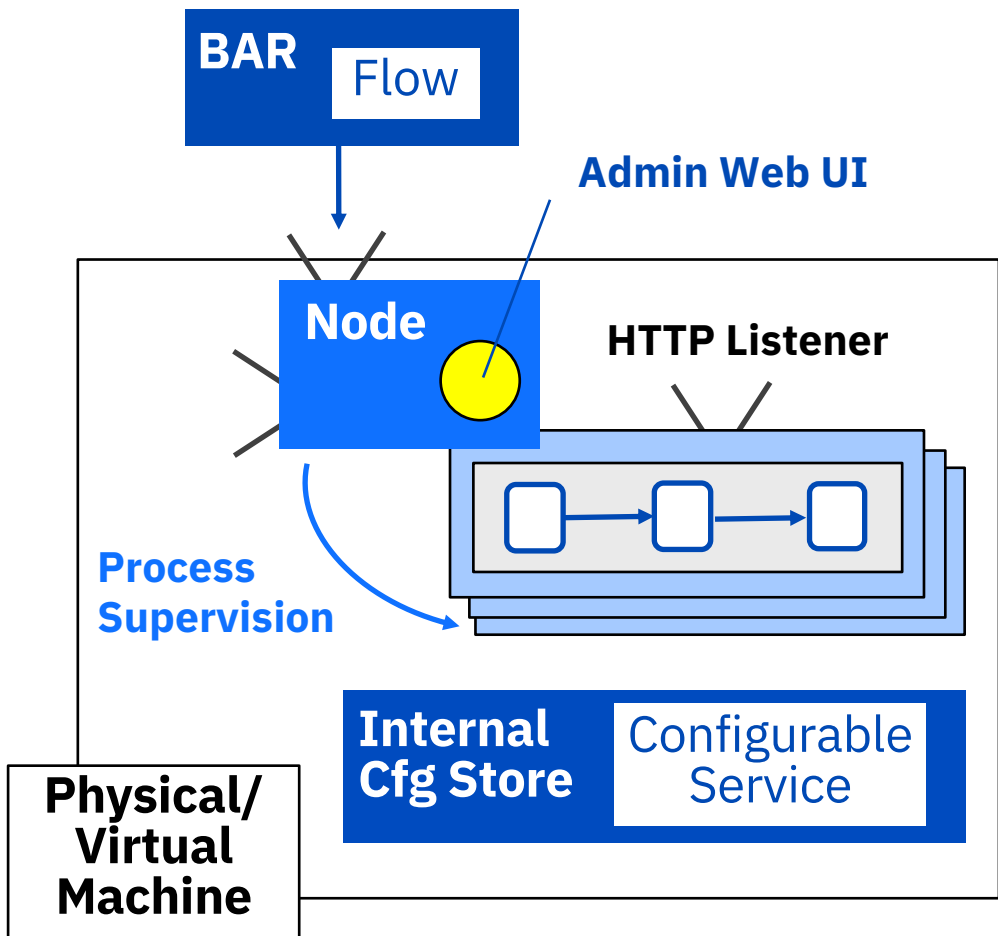 BAR
Flow
Admin Web UI
Node
HTTP Listener
Process
Supervision
Internal
Cfg Store
Configurable
Service
Physical/
Virtual
Machine